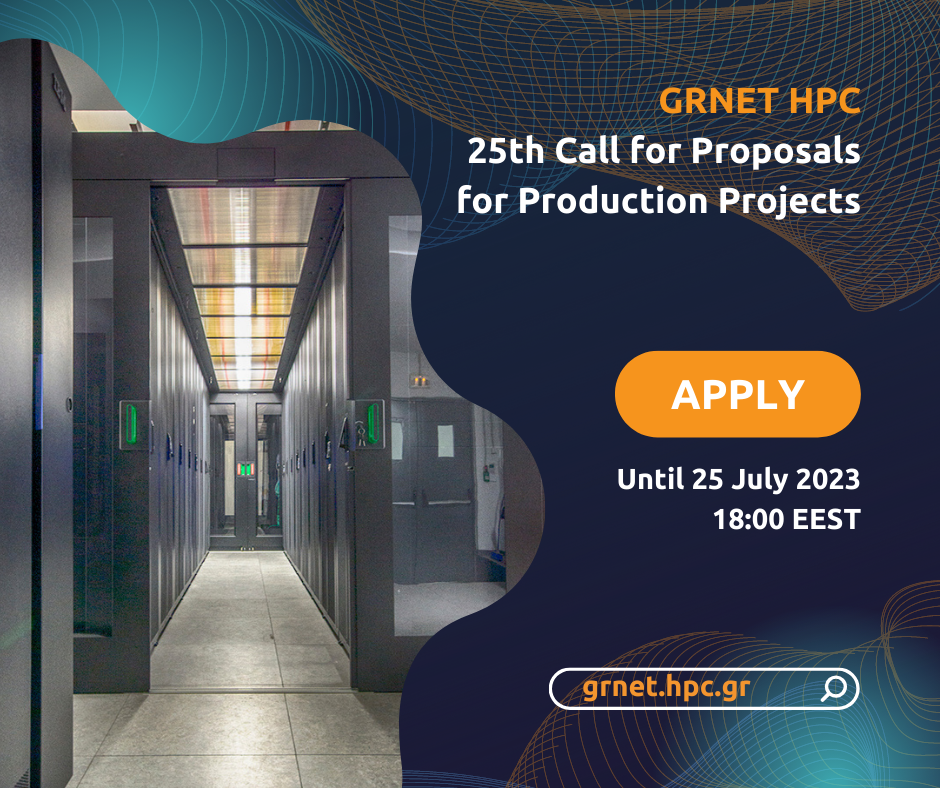 GRNET HPC
25th Call for Proposals
for Production Projects
APPLY
Until 25 July 2023
18:00 EEST
grnet.hpc.gr